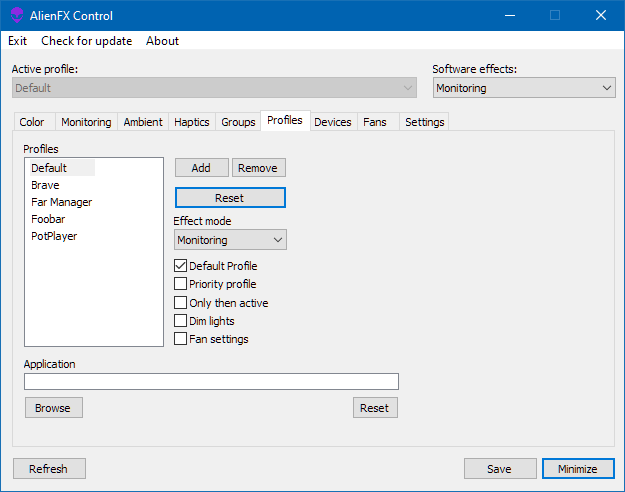 AlienFX Control
Exit Check for update About
Active profile: Software effects:
Default Monitoring
Color Monitoring Ambient Haptics Groups Profiles Devices Fans Settings
Profiles
Default Add Remove
Brave
Far Manager Reset
Foobar Effect mode
PotPlayer Monitoring
Default Profile
Priority profile
Only then active
Dim lights
Fan settings
Application
Browse Reset
Refresh Save Minimize